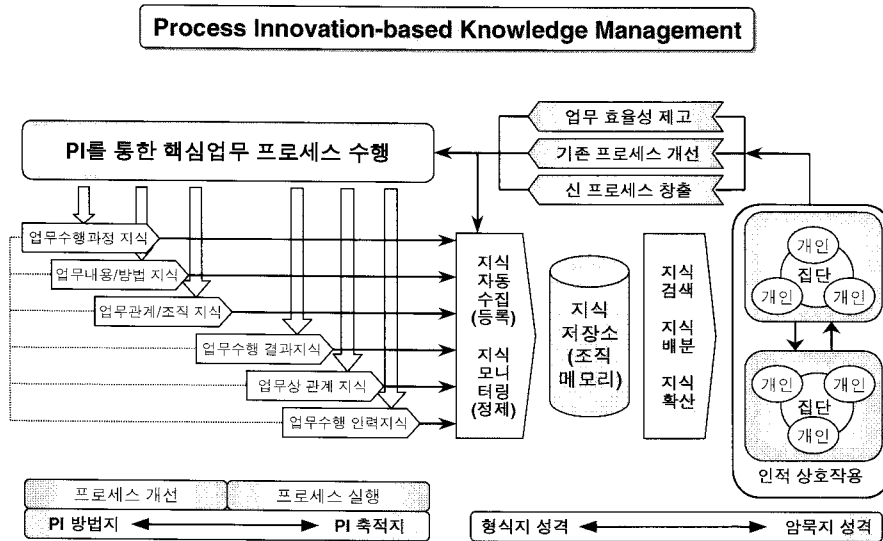 Process Innovation-based Knowledge Management
업무 효율성 제고
기존 프로세스 개선
신 프로세스 창출
PI를 통한 핵심업무 프로세스 수행
업무수행과정 지식
업무내용/방법 지식
업무관계/조직 지식
업무수행 결과지식
업무상 관계 지식
업무수행 인력지식
지식
자동
수집
(등록)
지식
모니
터링
(정제)
지식
저장소
(조직
메모리)
지식
검색
지식
배분
지식
확산
개인
집단
개인
개인
개인
개인
집단
개인
인적 상호작용
프로세스 개선
프로세스 실행
PI 방법지
PI 축적지
형식지 성격
암묵지 성격